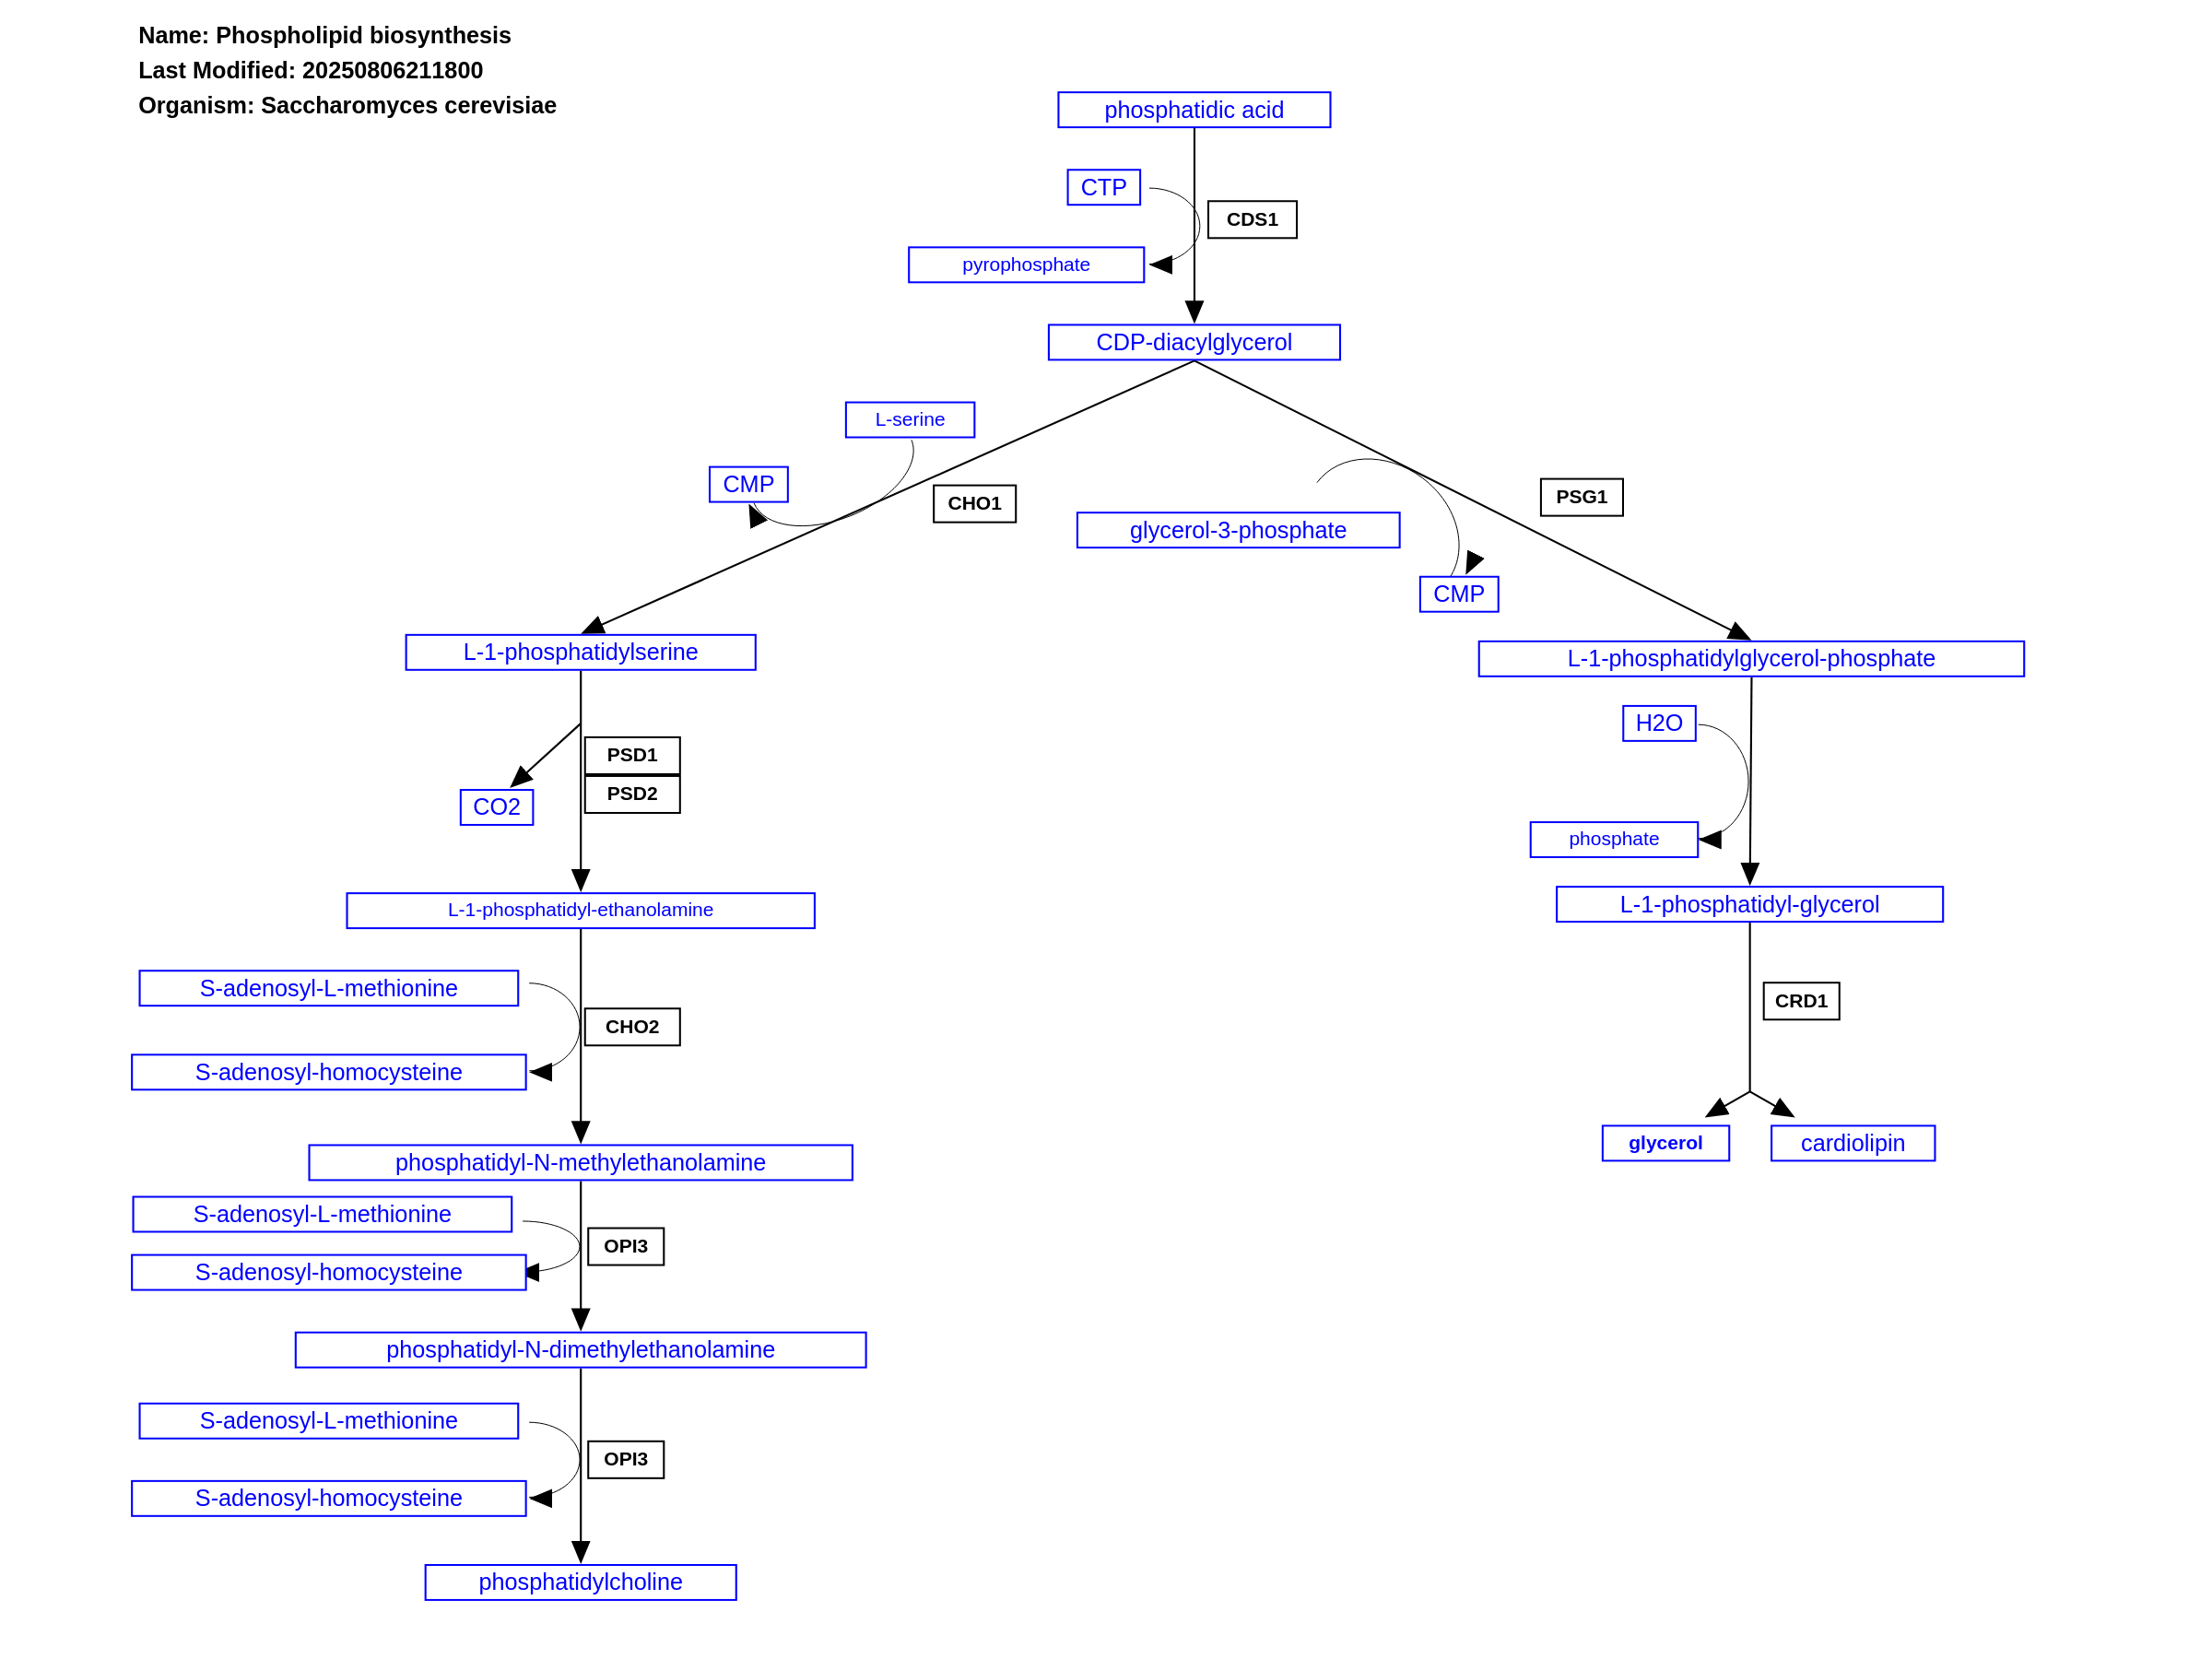 Name: Phospholipid biosynthesis
Last Modified: 20250806211800
Organism: Saccharomyces cerevisiae
phosphatidic acid
CTP
CDS1
pyrophosphate
CDP-diacylglycerol
L-serine
CMP
CHO1
PSG1
glycerol-3-phosphate
CMP
L-1-phosphatidylserine
L-1-phosphatidylglycerol-phosphate
H2O
PSD1
PSD2
CO2
phosphate
L-1-phosphatidyl-ethanolamine
L-1-phosphatidyl-glycerol
S-adenosyl-L-methionine
CRD1
CHO2
S-adenosyl-homocysteine
glycerol
cardiolipin
phosphatidyl-N-methylethanolamine
S-adenosyl-L-methionine
OPI3
S-adenosyl-homocysteine
phosphatidyl-N-dimethylethanolamine
S-adenosyl-L-methionine
OPI3
S-adenosyl-homocysteine
phosphatidylcholine